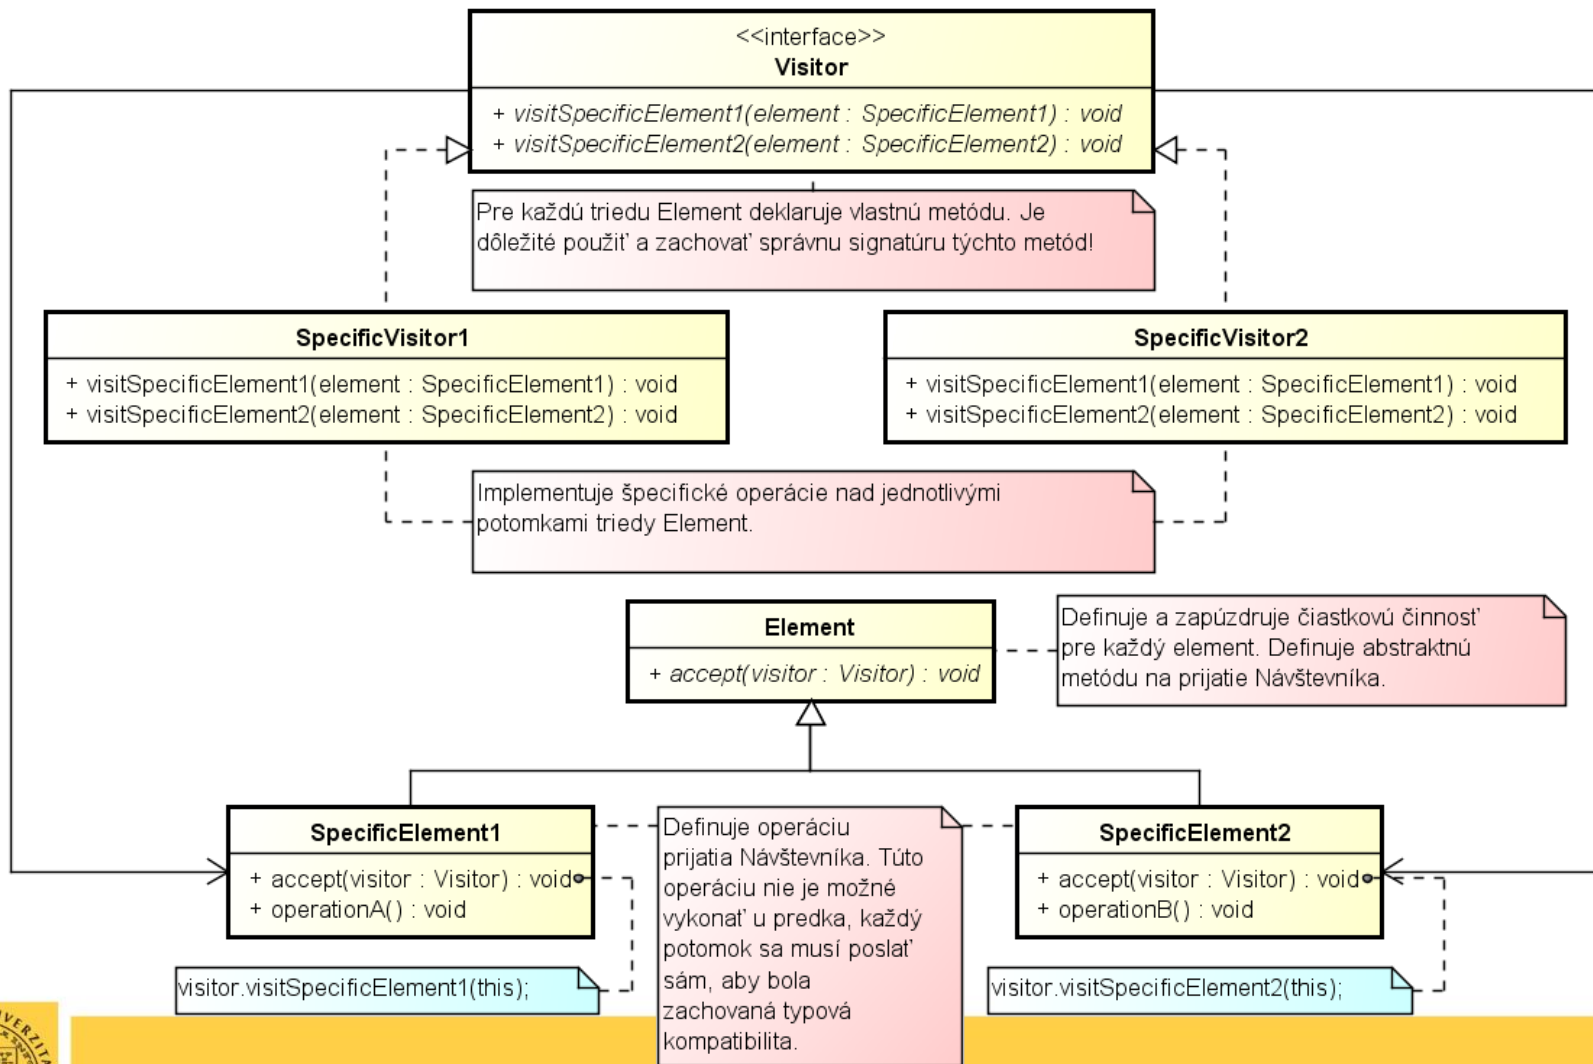 <<interface>>
Visitor
+ visitSpecificElement1(element : SpecificElement1) : void
+ visitSpecificElement2(element : SpecificElement2) : void
Pre každú triedu Element deklaruje vlastnú metódu. Je
dôležité použiť a zachovať správnu signatúru týchto metód!
SpecificVisitor1
+ visitSpecificElement1(element : SpecificElement1) : void
+ visitSpecificElement2(element : SpecificElement2) : void
SpecificVisitor2
+ visitSpecificElement1(element : SpecificElement1) : void
+ visitSpecificElement2(element : SpecificElement2) : void
Implementuje špecifické operácie nad jednotlivými
potomkami triedy Element.
Element
+ accept(visitor : Visitor) : void
Definuje a zapúzdruje čiastkovú činnosť
pre každý element. Definuje abstraktnú
metódu na prijatie Návštevníka.
SpecificElement1
+ accept(visitor : Visitor) : void
+ operationA() : void
visitor.visitSpecificElement1(this);
Definuje operáciu
prijatia Návštevníka. Túto
operáciu nie je možné
vykonať u predka, každý
potomok sa musí poslať
sám, aby bola
zachovaná typová
kompatibilita.
SpecificElement2
+ accept(visitor : Visitor) : void
+ operationB() : void
visitor.visitSpecificElement2(this);